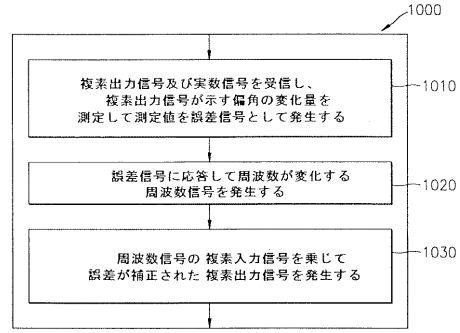 1000
複素出力信号及び実数信号を受信し、
複素出力信号が示す偏角の変化量を
測定して測定値を誤差信号として発生する
1010
誤差信号に応答して周波数が変化する
周波数信号を発生する
1020
周波数信号の 複素入力信号を乗じて
誤差が補正された 複素出力信号を発生する
1030